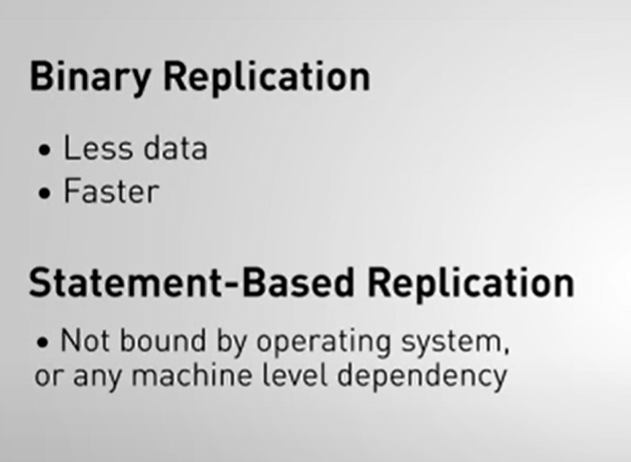 Binary Replication
• Less data
• Faster
Statement-Based Replication
• Not bound by operating system,
or any machine level dependency